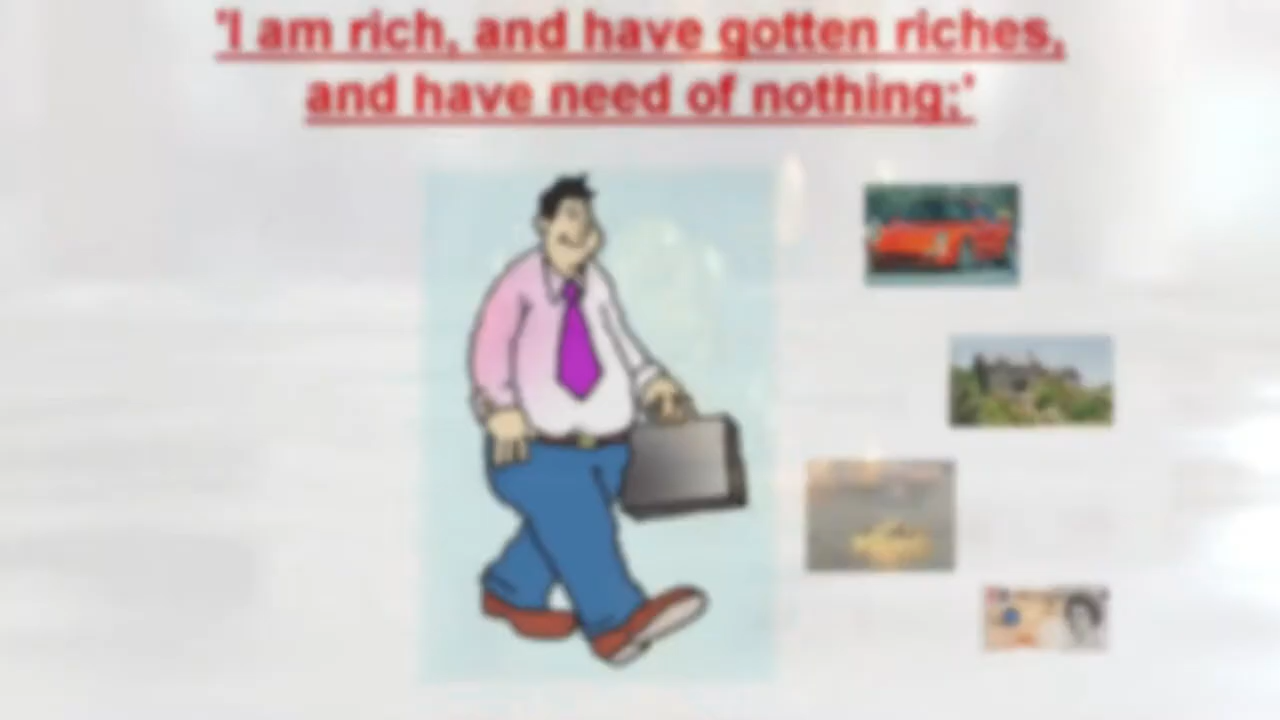 'I am rich, and have gotten riches,
and have need of nothing;'